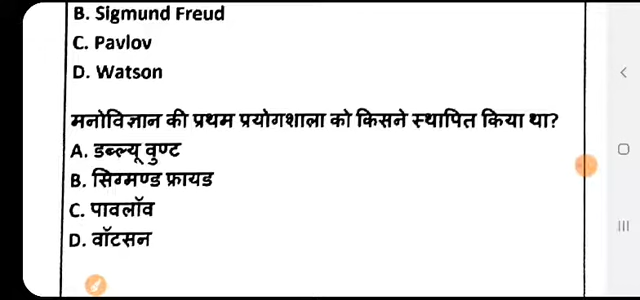 B. Sigmund Freud
C. Pavlov
D. Watson
मनोविज्ञान की प्रथम प्रयोगशाला को किसने स्थापित किया था?
A. डब्ल्यू वुण्ट
B. सिग्मण्ड फ्रायड
C. पावलॉव
D. वॉटसन